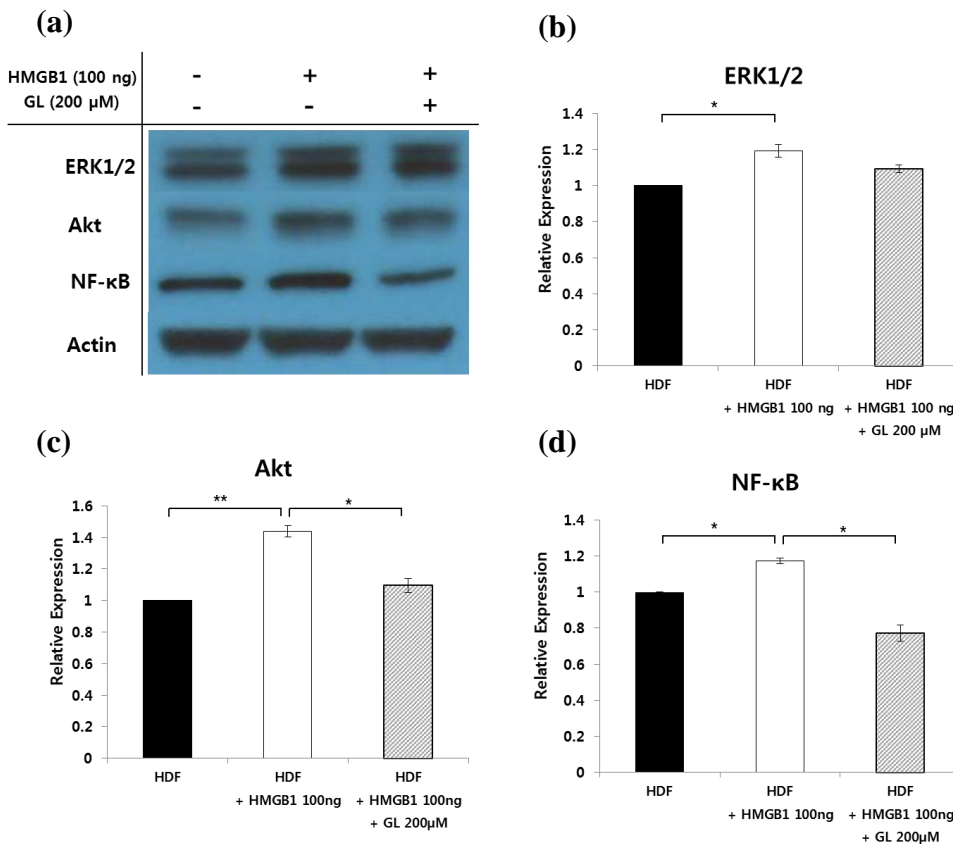 (a)
HMGB1 (100 ng) - + +
GL (200 µM) - - +
ERK1/2
Akt
NF-κB
Actin
(b)
ERK1/2
*
Relative Expression
1.4
1.2
1
0.8
0.6
0.4
0.2
0
HDF HDF HDF
+ HMGB1 100 ng + HMGB1 100 ng
+ GL 200 µM
(c)
Akt
** *
Relative Expression
1.6
1.4
1.2
1
0.8
0.6
0.4
0.2
0
HDF HDF HDF
+ HMGB1 100ng + HMGB1 100ng
+ GL 200µM
(d)
NF-κB
* *
Relative Expression
1.4
1.2
1
0.8
0.6
0.4
0.2
0
HDF HDF HDF
+ HMGB1 100ng + HMGB1 100ng
+ GL 200µM